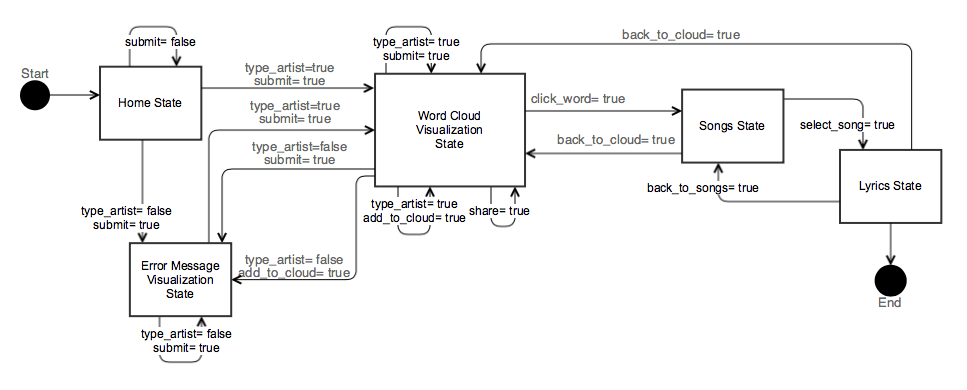 Start
submit= false
Home State
type_artist=true
submit= true
type_artist=true
submit= true
type_artist=false
submit= true
type_artist= false
submit= true
type_artist= true
submit= true
Word Cloud
Visualization
State
type_artist= true
add_to_cloud= true
share= true
type_artist= false
add_to_cloud= true
Error Message
Visualization
State
type_artist= false
submit= true
back_to_cloud= true
click_word= true
back_to_cloud= true
Songs State
select_song= true
back_to_songs= true
Lyrics State
End